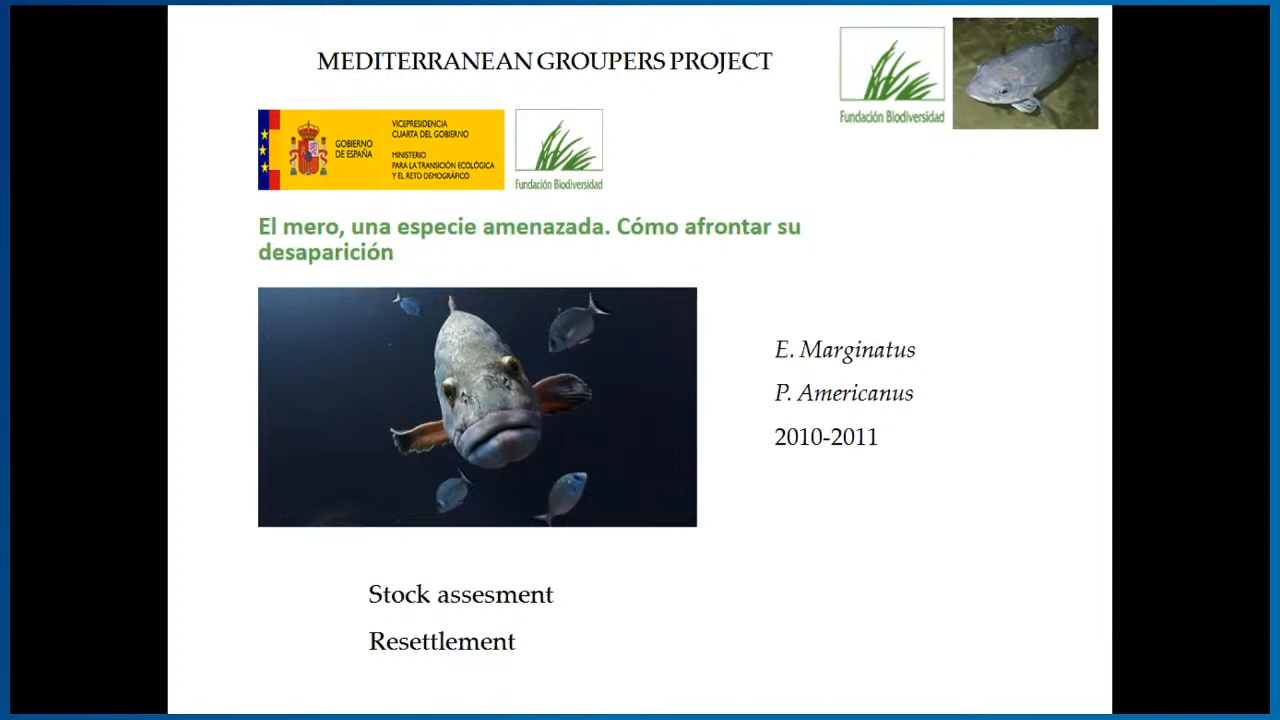 MEDITERRANEAN GROUPERS PROJECT
Fundación Biodiversidad
GOBIERNO
DE ESPAÑA
VICEPRESIDENCIA
CUARTA DEL GOBIERNO
MINISTERIO
PARA LA TRANSICIÓN ECOLÓGICA
Y EL RETO DEMOGRÁFICO
Fundación Biodiversidad
El mero, una especie amenazada. Cómo afrontar su
desaparición
E. Marginatus
P. Americanus
2010-2011
Stock assesment
Resettlement